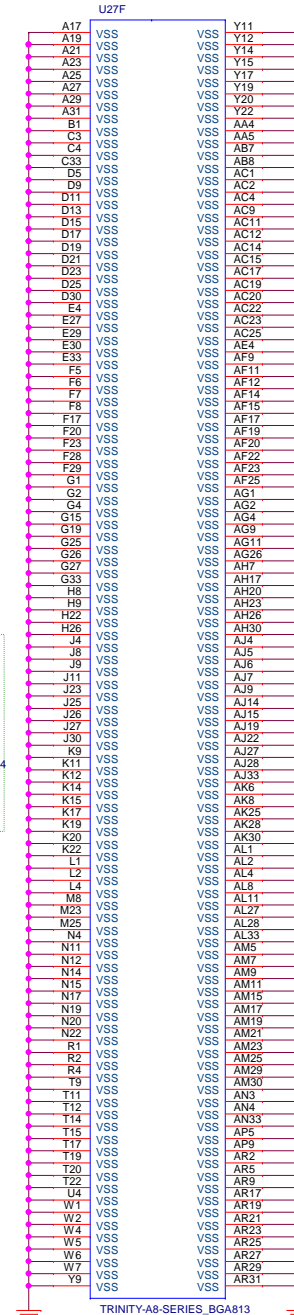 U27F
A17 VSS VSS Y11
A19 VSS VSS Y12
A21 VSS VSS Y14
A23 VSS VSS Y15
A25 VSS VSS Y17
A27 VSS VSS Y19
A29 VSS VSS Y20
A31 VSS VSS Y22
B1 VSS VSS AA4
C3 VSS VSS AA5
C4 VSS VSS AB7
C33 VSS VSS AB8
D5 VSS VSS AC1
D9 VSS VSS AC2
D11 VSS VSS AC4
D13 VSS VSS AC9
D15 VSS VSS AC11
D17 VSS VSS AC12
D19 VSS VSS AC14
D21 VSS VSS AC15
D23 VSS VSS AC17
D25 VSS VSS AC19
D30 VSS VSS AC20
E4 VSS VSS AC22
E27 VSS VSS AC23
E29 VSS VSS AC25
E30 VSS VSS AE4
E33 VSS VSS AF9
F5 VSS VSS AF11
F6 VSS VSS AF12
F7 VSS VSS AF14
F8 VSS VSS AF15
F17 VSS VSS AF17
F20 VSS VSS AF19
F23 VSS VSS AF20
F28 VSS VSS AF22
F29 VSS VSS AF23
G1 VSS VSS AF25
G2 VSS VSS AG1
G4 VSS VSS AG2
G15 VSS VSS AG4
G19 VSS VSS AG9
G25 VSS VSS AG11
G26 VSS VSS AG26
G27 VSS VSS AH7
G33 VSS VSS AH17
H8 VSS VSS AH20
H9 VSS VSS AH23
H22 VSS VSS AH26
H26 VSS VSS AH30
J4 VSS VSS AJ4
J8 VSS VSS AJ5
J9 VSS VSS AJ6
J11 VSS VSS AJ7
J23 VSS VSS AJ9
J25 VSS VSS AJ14
J26 VSS VSS AJ15
J27 VSS VSS AJ19
J30 VSS VSS AJ22
K9 VSS VSS AJ27
4 K11 VSS VSS AJ28
K12 VSS VSS AJ33
K14 VSS VSS AK6
K15 VSS VSS AK8
K17 VSS VSS AK25
K19 VSS VSS AK28
K20 VSS VSS AK30
K22 VSS VSS AL1
L1 VSS VSS AL2
L2 VSS VSS AL4
L4 VSS VSS AL8
M8 VSS VSS AL11
M23 VSS VSS AL27
M25 VSS VSS AL28
N4 VSS VSS AL33
N11 VSS VSS AM5
N12 VSS VSS AM7
N14 VSS VSS AM9
N15 VSS VSS AM11
N17 VSS VSS AM15
N19 VSS VSS AM17
N20 VSS VSS AM19
N22 VSS VSS AM21
R1 VSS VSS AM23
R2 VSS VSS AM25
R4 VSS VSS AM29
T9 VSS VSS AM30
T11 VSS VSS AN3
T12 VSS VSS AN4
T14 VSS VSS AN33
T15 VSS VSS AP5
T17 VSS VSS AP9
T19 VSS VSS AR2
T20 VSS VSS AR5
T22 VSS VSS AR9
U4 VSS VSS AR17
W1 VSS VSS AR19
W2 VSS VSS AR21
W4 VSS VSS AR23
W5 VSS VSS AR25
W6 VSS VSS AR27
W7 VSS VSS AR29
Y9 VSS VSS AR31
TRINITY-A8-SERIES_BGA813